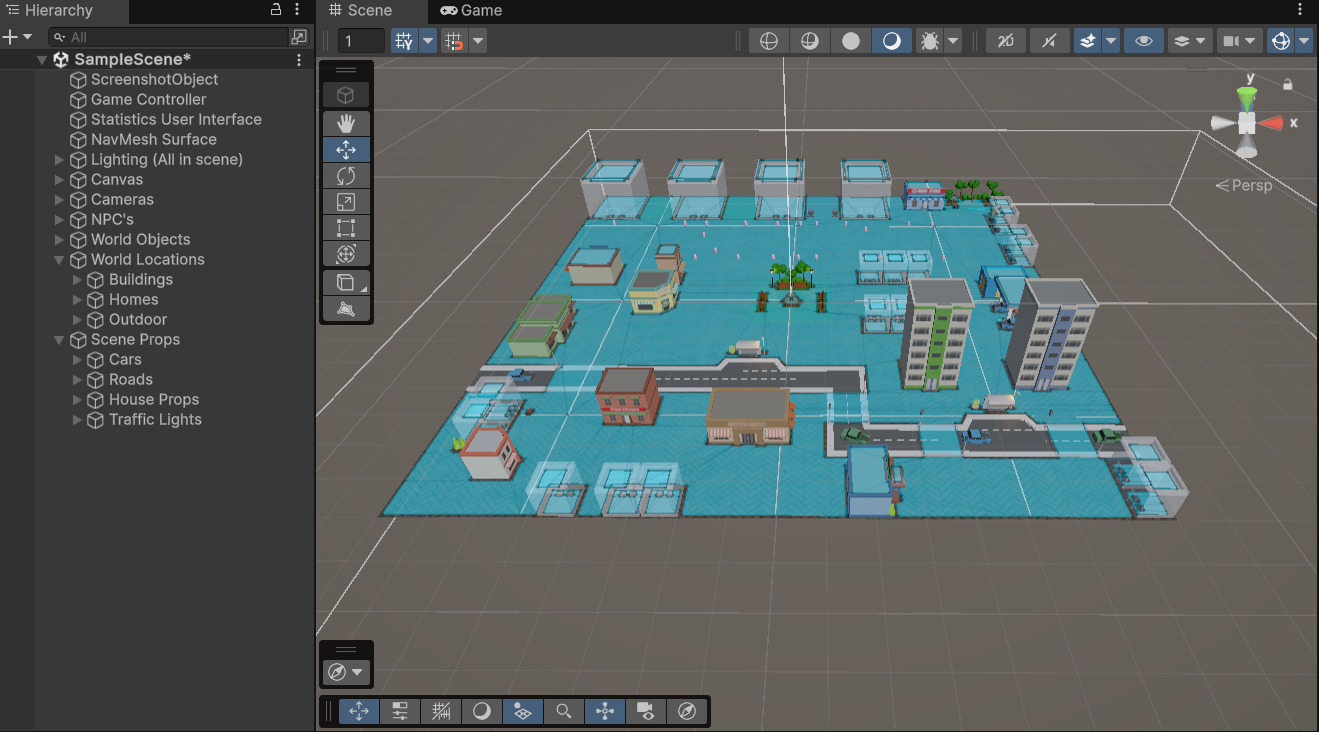 Hierarchy
Scene
Game
All
1
2D
SampleScene*
ScreenshotObject
Game Controller
Statistics User Interface
NavMesh Surface
Lighting (All in scene)
Canvas
Cameras
NPC's
World Objects
World Locations
Buildings
Homes
Outdoor
Scene Props
Cars
Roads
House Props
Traffic Lights
y
x
Persp